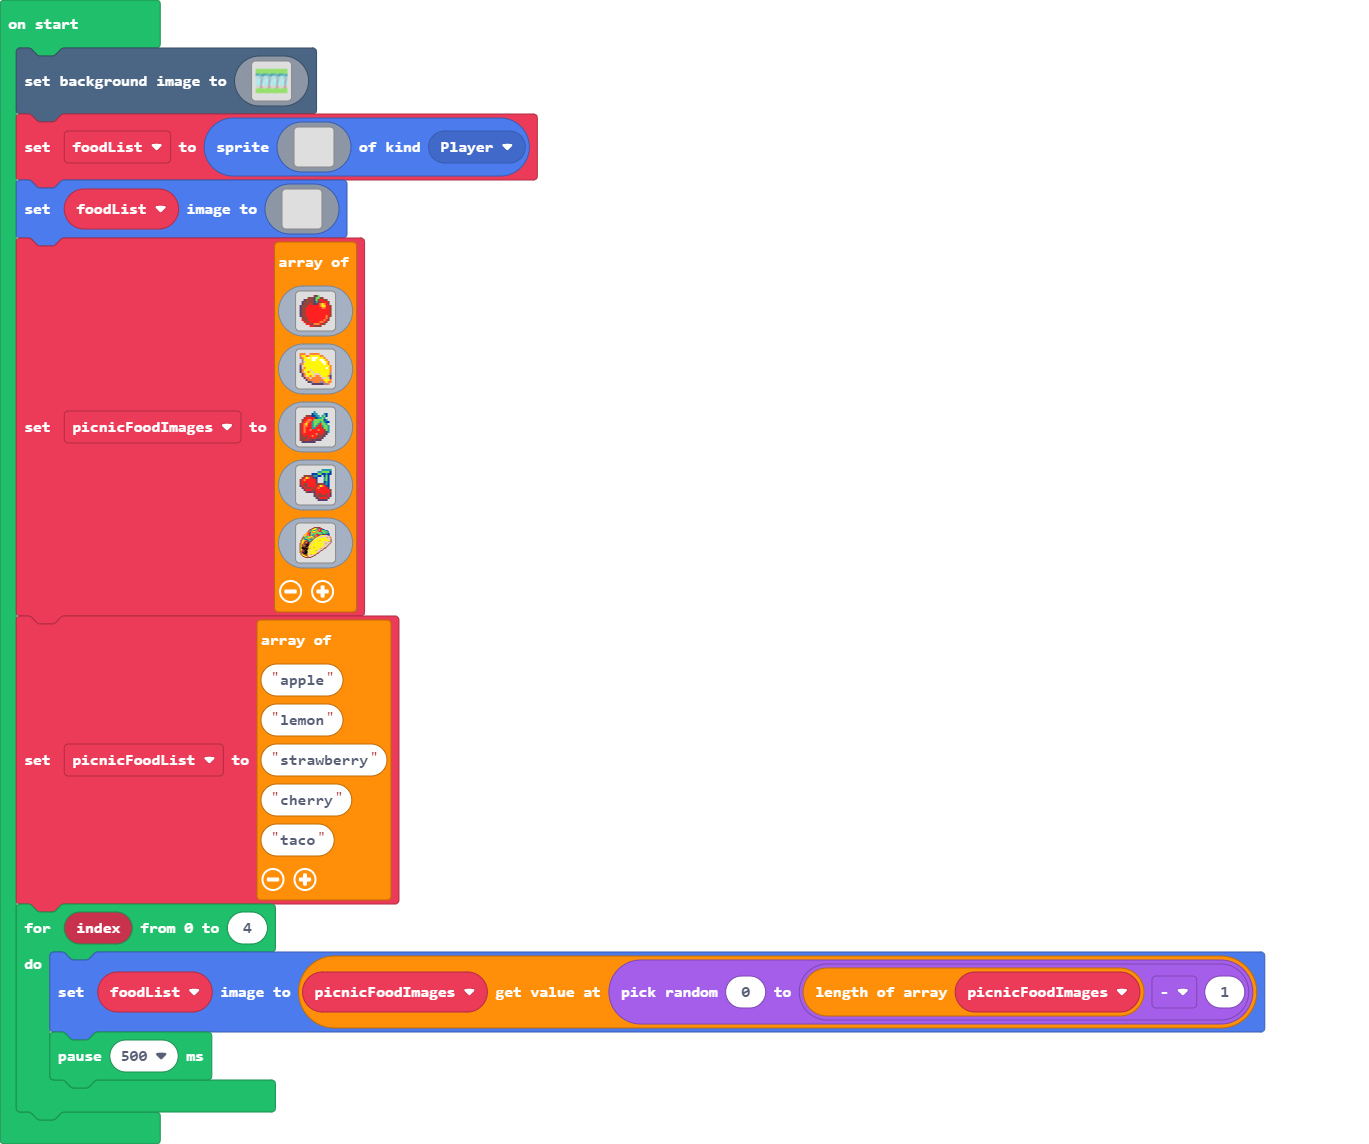 on start
set background image to
set foodList to sprite of kind Player
set foodList image to
array of
set picnicFoodImages to
array of
"apple"
"lemon"
set picnicFoodList to "strawberry"
"cherry"
"taco"
for index from 0 to 4
do
set foodList image to picnicFoodImages get value at pick random 0 to length of array picnicFoodImages - 1
pause 500 ms